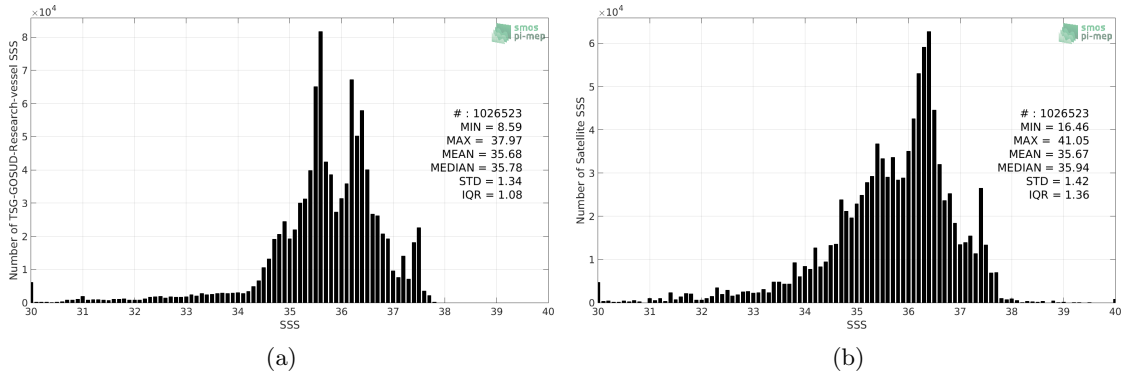 ×10⁴
8
7
6
5
4
3
2
1
0
Number of TSG-GOSUD-Research-vessel SSS
smos
pi-mep
# : 1026523
MIN = 8.59
MAX = 37.97
MEAN = 35.68
MEDIAN = 35.78
STD = 1.34
IQR = 1.08
30 31 32 33 34 35 36 37 38 39 40
SSS
(a)
×10⁴
6
5
4
3
2
1
0
Number of Satellite SSS
smos
pi-mep
# : 1026523
MIN = 16.46
MAX = 41.05
MEAN = 35.67
MEDIAN = 35.94
STD = 1.42
IQR = 1.36
30 31 32 33 34 35 36 37 38 39 40
SSS
(b)